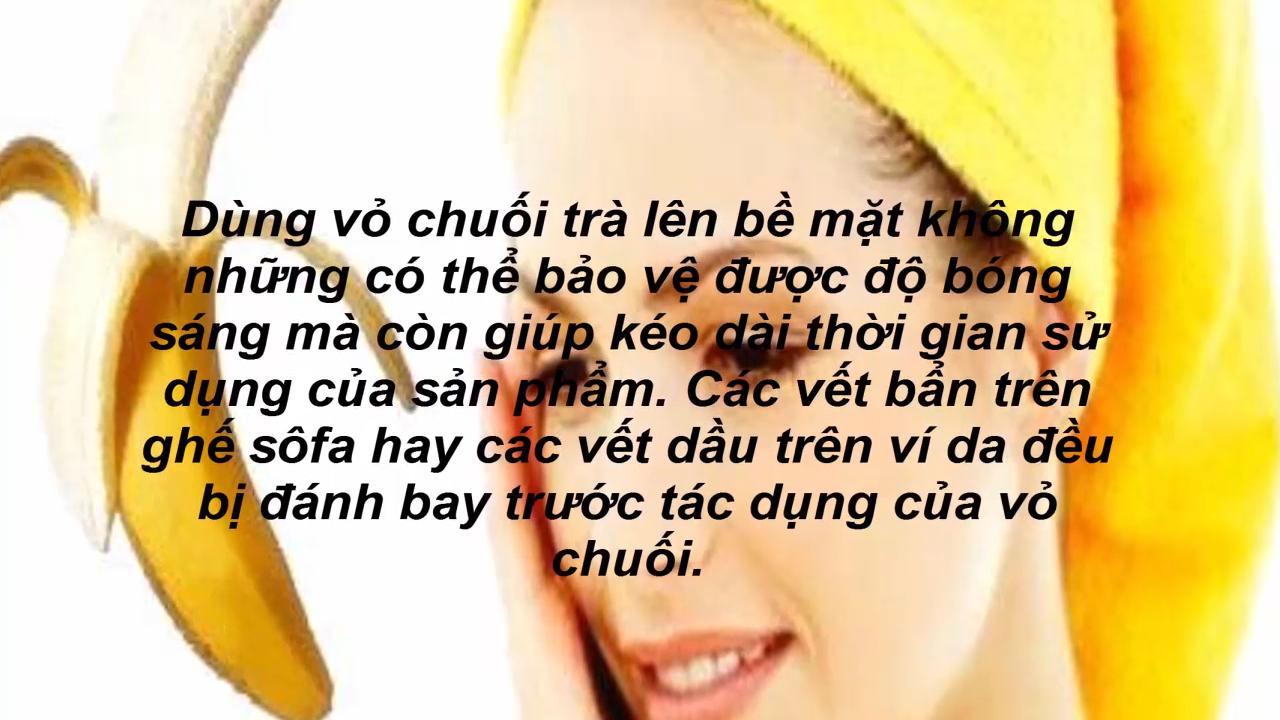 Dùng vỏ chuối trà lên bề mặt không
những có thể bảo vệ được độ bóng
sáng mà còn giúp kéo dài thời gian sử
dụng của sản phẩm. Các vết bẩn trên
ghế sôfa hay các vết dầu trên ví da đều
bị đánh bay trước tác dụng của vỏ
chuối.